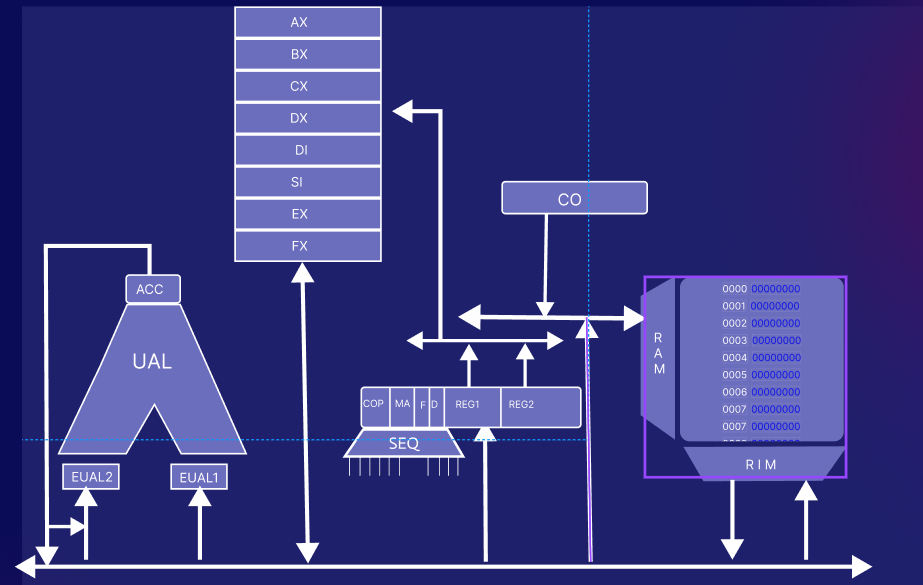 AX
BX
CX
DX
DI
SI
EX
FX
CO
ACC
UAL
EUAL2
EUAL1
COP MA F D REG1 REG2
SEQ
R
A
M
0000 00000000
0001 00000000
0002 00000000
0003 00000000
0004 00000000
0005 00000000
0006 00000000
0007 00000000
0007 00000000
RIM